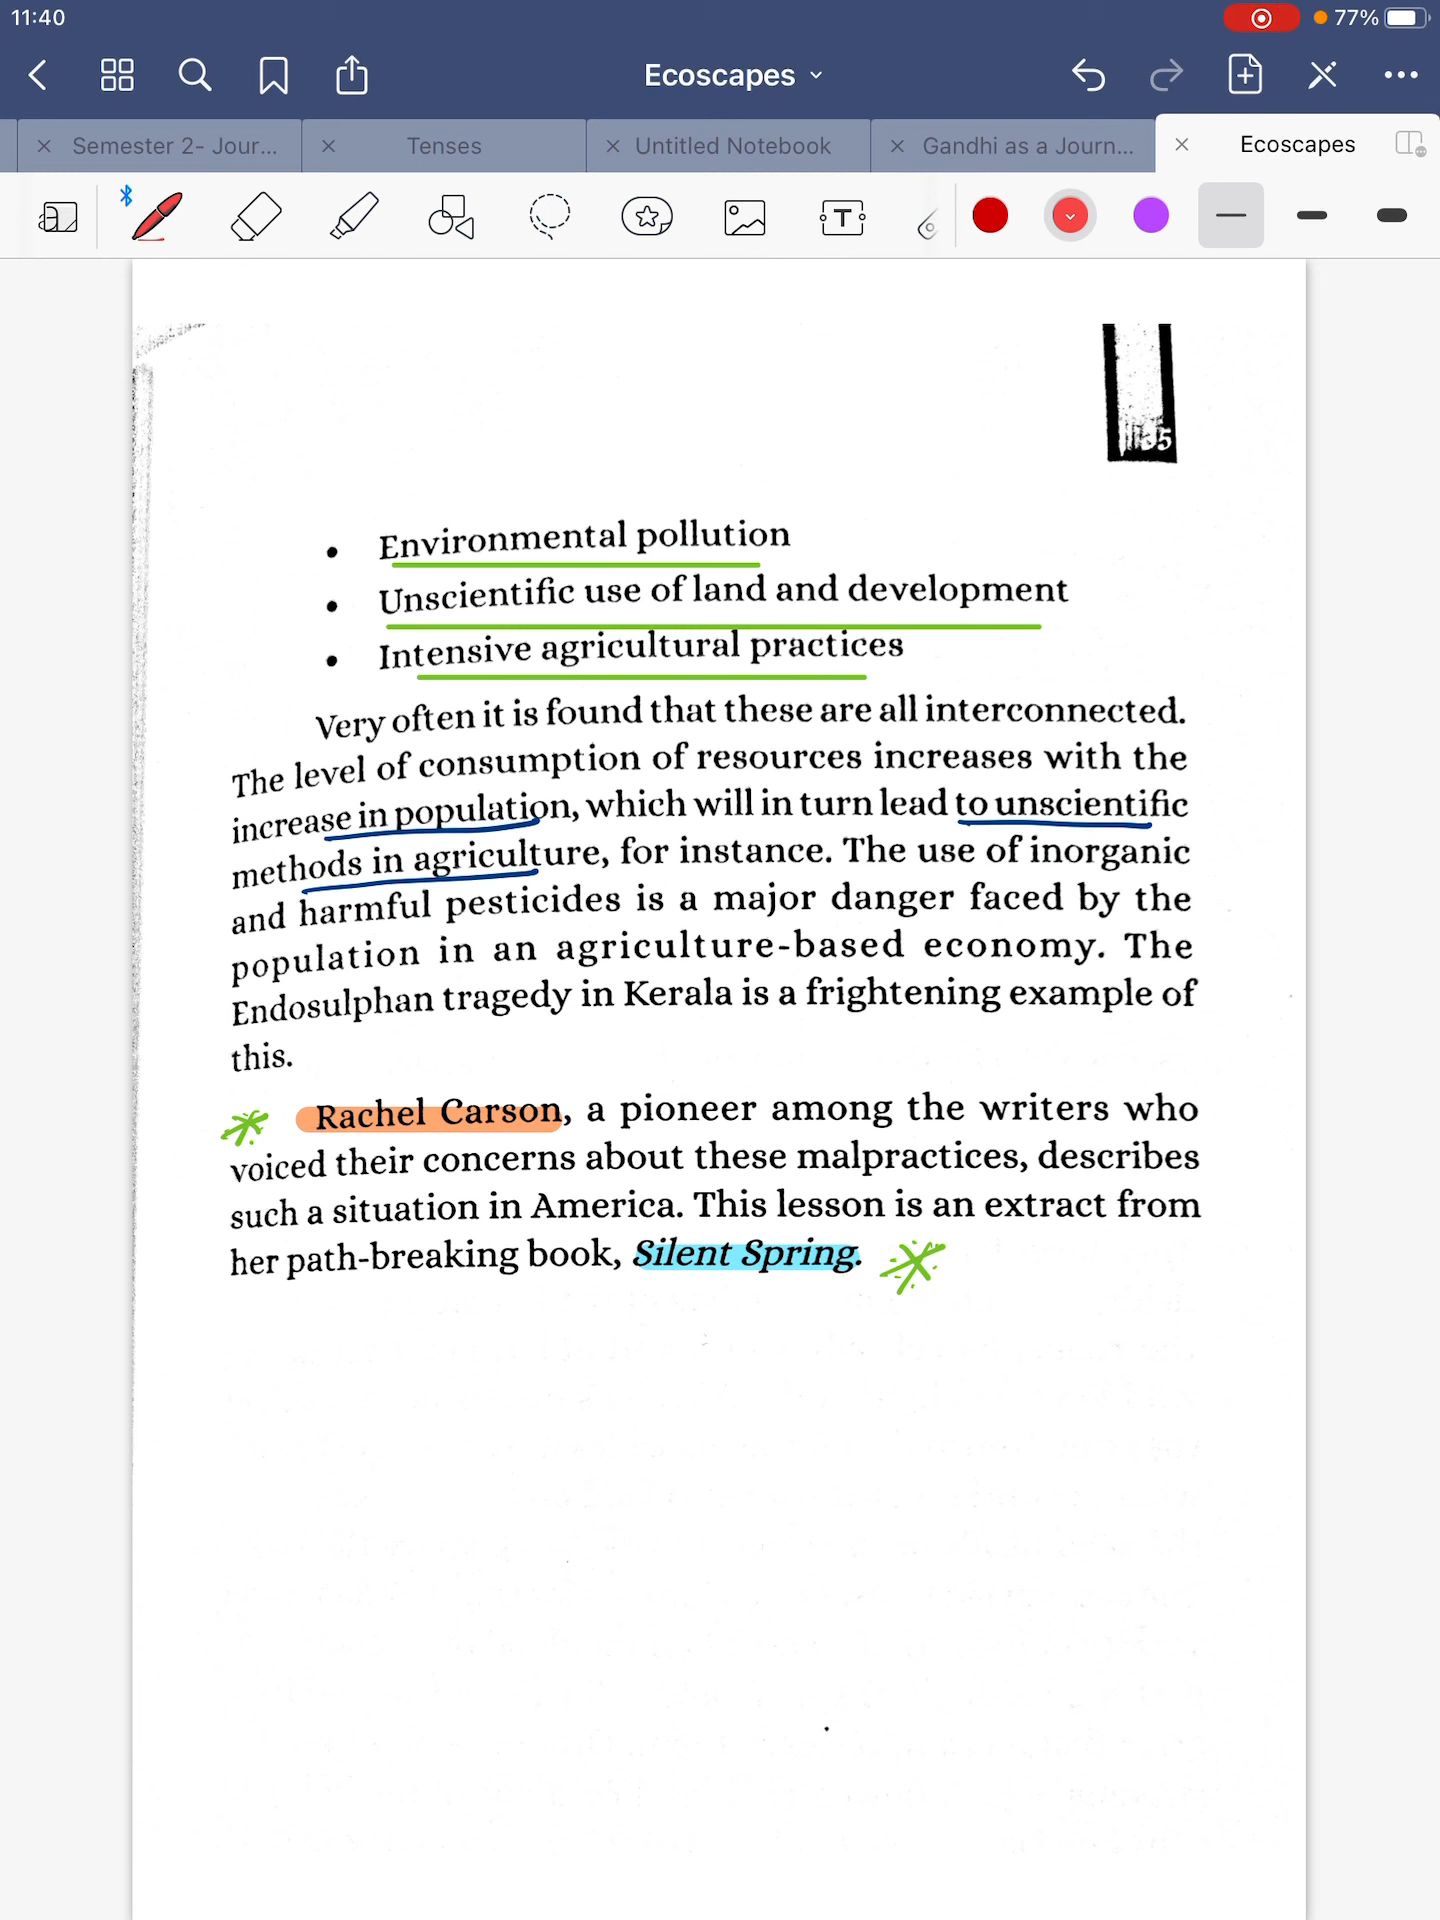 11:40
77%
Ecoscapes
Semester 2- Jour...
Tenses
Untitled Notebook
Gandhi as a Journ...
Ecoscapes
• Environmental pollution
• Unscientific use of land and development
• Intensive agricultural practices
Very often it is found that these are all interconnected.
The level of consumption of resources increases with the
increase in population, which will in turn lead to unscientific
methods in agriculture, for instance. The use of inorganic
and harmful pesticides is a major danger faced by the
population in an agriculture-based economy. The
Endosulphan tragedy in Kerala is a frightening example of
this.
Rachel Carson, a pioneer among the writers who
voiced their concerns about these malpractices, describes
such a situation in America. This lesson is an extract from
her path-breaking book, Silent Spring.